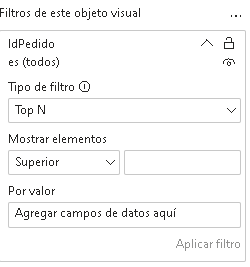 Filtros de este objeto visual ...
IdPedido
es (todos)
Tipo de filtro
Top N
Mostrar elementos
Superior
Por valor
Agregar campos de datos aquí
Aplicar filtro